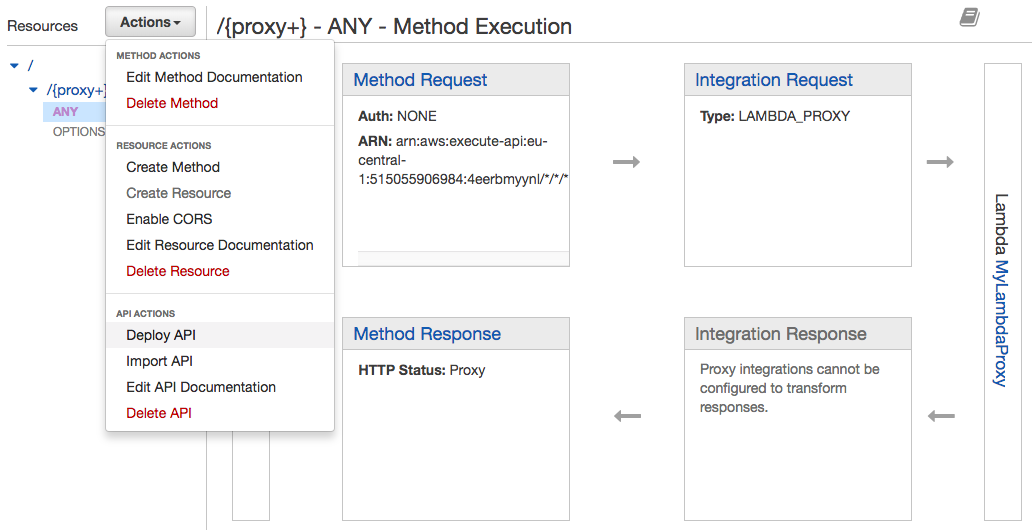 Resources
Actions
/{proxy+} - ANY - Method Execution
/
/{proxy+}
ANY
OPTIONS
METHOD ACTIONS
Edit Method Documentation
Delete Method
RESOURCE ACTIONS
Create Method
Create Resource
Enable CORS
Edit Resource Documentation
Delete Resource
API ACTIONS
Deploy API
Import API
Edit API Documentation
Delete API
Method Request
Auth: NONE
ARN: arn:aws:execute-api:eu-
central-
1:515055906984:4eerbmyynl/*/*/*
Integration Request
Type: LAMBDA_PROXY
Lambda MyLambdaProxy
Method Response
HTTP Status: Proxy
Integration Response
Proxy integrations cannot be
configured to transform
responses.